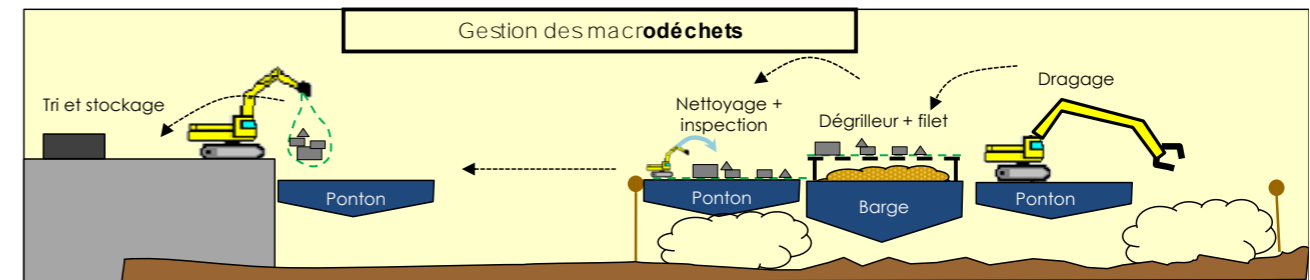 Gestion des macrodéchets
Tri et stockage
Nettoyage +
inspection
Dégrilleur + filet
Dragage
Ponton
Ponton
Barge
Ponton